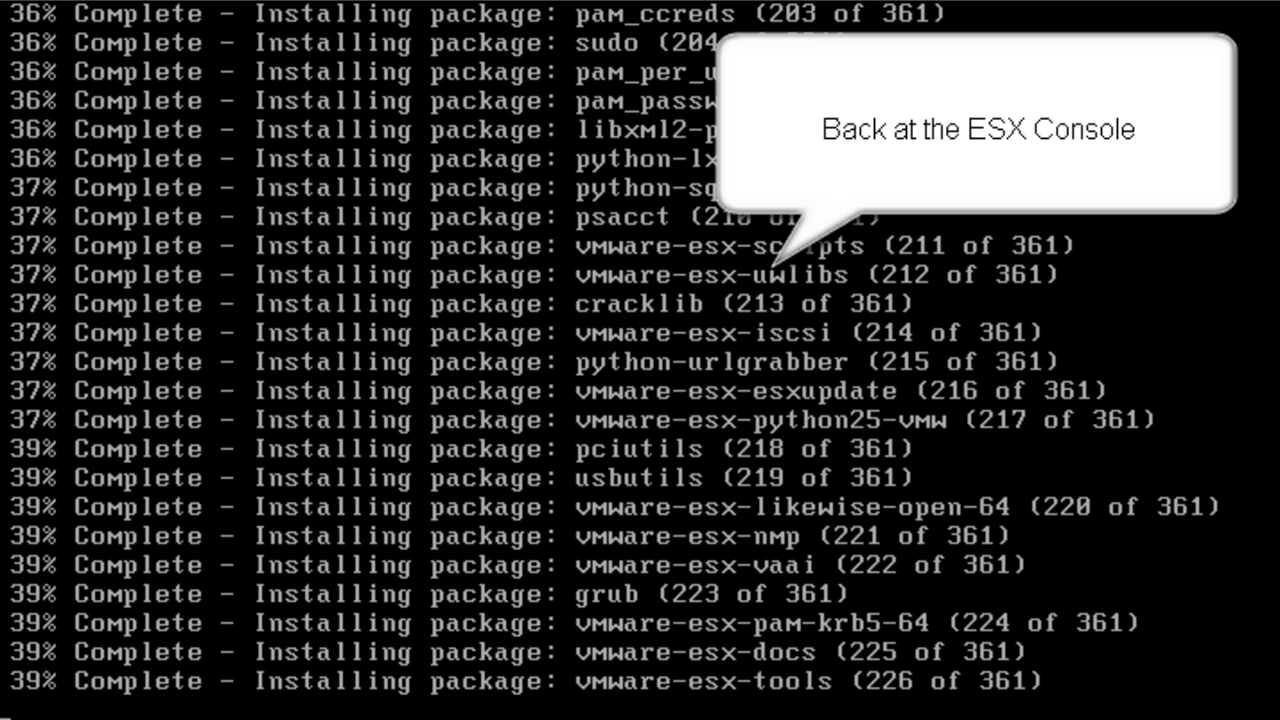 36% Complete - Installing package: pam_ccreds (203 of 361)
36% Complete - Installing package: sudo (204
36% Complete - Installing package:
36% Complete - Installing package:
36% Complete - Installing package:
36% Complete - Installing package:
37% Complete - Installing package:
37% Complete - Installing package: psacct (210 of 361)
37% Complete - Installing package: vmware-esx-scripts (211 of 361)
37% Complete - Installing package: vmware-esx-uwlibs (212 of 361)
37% Complete - Installing package: cracklib (213 of 361)
37% Complete - Installing package: vmware-esx-iscsi (214 of 361)
37% Complete - Installing package: python-urlgrabber (215 of 361)
37% Complete - Installing package: vmware-esx-esxupdate (216 of 361)
37% Complete - Installing package: vmware-esx-python25-vmw (217 of 361)
39% Complete - Installing package: pciutils (218 of 361)
39% Complete - Installing package: usbutils (219 of 361)
39% Complete - Installing package: vmware-esx-likewise-open-64 (220 of 361)
39% Complete - Installing package: vmware-esx-nmp (221 of 361)
39% Complete - Installing package: vmware-esx-vaai (222 of 361)
39% Complete - Installing package: grub (223 of 361)
39% Complete - Installing package: vmware-esx-pam-krb5-64 (224 of 361)
39% Complete - Installing package: vmware-esx-docs (225 of 361)
39% Complete - Installing package: vmware-esx-tools (226 of 361)
Back at the ESX Console